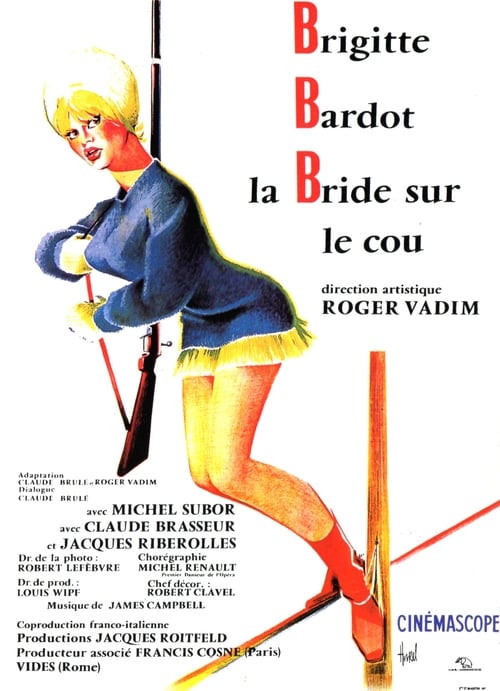 Brigitte
Bardot
la Bride sur
le cou
direction artistique
ROGER VADIM
Adaptation
CLAUDE BRULÉ et ROGER VADIM
Dialogue
CLAUDE BRULÉ
avec MICHEL SUBOR
avec CLAUDE BRASSEUR
et JACQUES RIBEROLLES
Dr. de la photo :
ROBERT LEFÈBVRE
Chorégraphie
MICHEL RENAULT
Premier Danseur de l'Opéra
Dr. de prod. :
LOUIS WIPF
Chef décor. :
ROBERT CLAVEL
Musique de JAMES CAMPBELL
Coproduction franco-italienne
Productions JACQUES ROITFELD
Producteur associé FRANCIS COSNE (Paris)
VIDES (Rome)
CINÉMASCOPE
Hurel